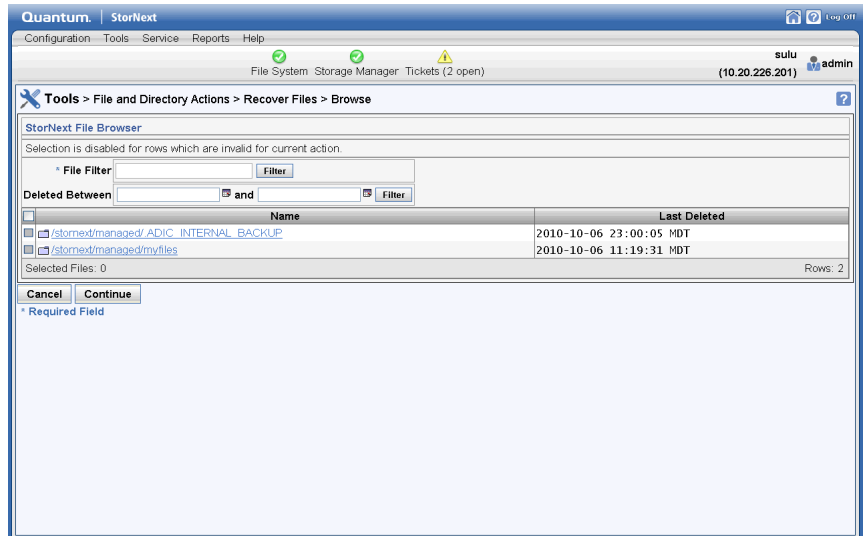 Quantum. | StorNext
Log Off
Configuration Tools Service Reports Help
File System Storage Manager Tickets (2 open)
sulu
(10.20.226.201)
admin
Tools > File and Directory Actions > Recover Files > Browse
?
StorNext File Browser
Selection is disabled for rows which are invalid for current action.
* File Filter Filter
Deleted Between and Filter
Name Last Deleted
/stornext/managed/.ADIC_INTERNAL_BACKUP 2010-10-06 23:00:05 MDT
/stornext/managed/myfiles 2010-10-06 11:19:31 MDT
Selected Files: 0 Rows: 2
Cancel Continue
* Required Field